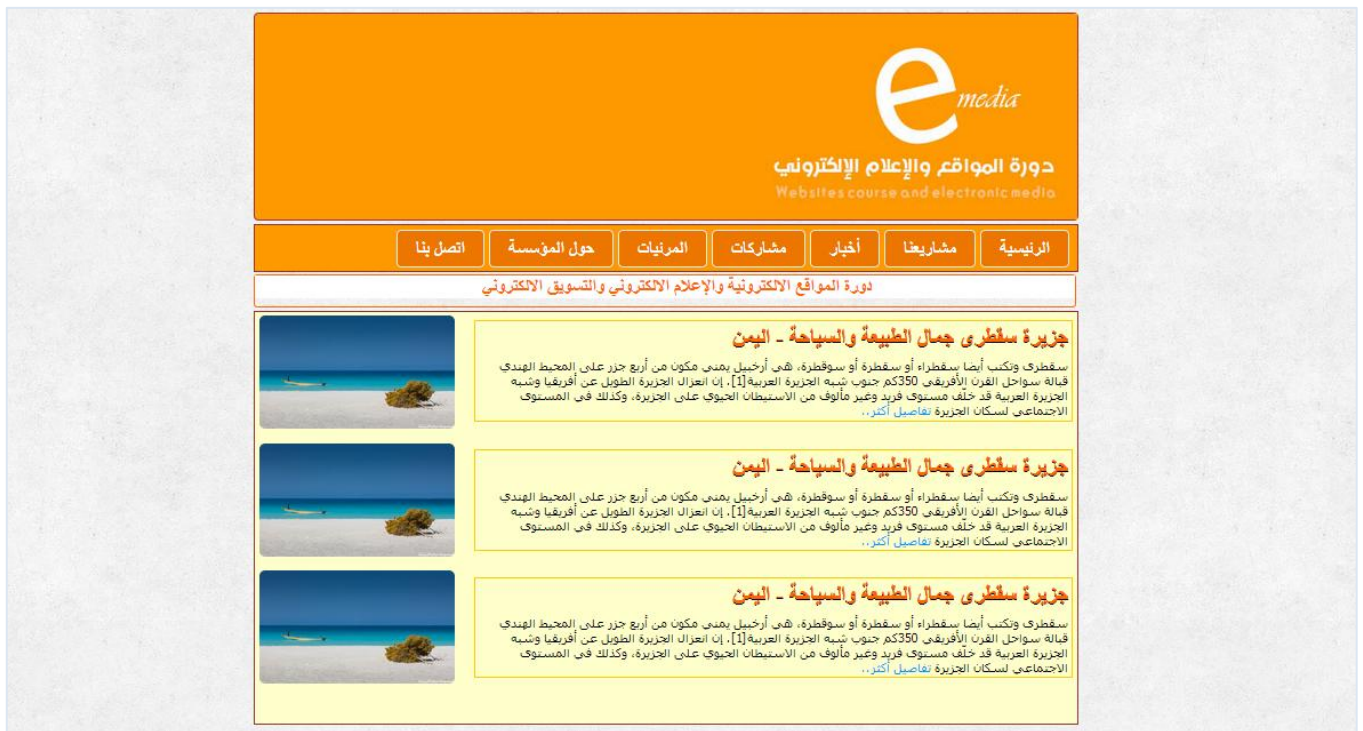 e media
دورة المواقع والإعلام الإلكتروني
Websites course and electronic media
الرئيسية مشاريعنا أخبار مشاركات المرئيات حول المؤسسة اتصل بنا
دورة المواقع الالكترونية والإعلام الالكتروني والتسويق الالكتروني
جزيرة سقطرى جمال الطبيعة والسياحة - اليمن
سقطرى وتكتب أيضا سقطراء أو سقطرة أو سوقطرة، هي أرخبيل يمني مكون من أربع جزر على المحيط الهندي
قبالة سواحل القرن الأفريقي 350كم جنوب شبه الجزيرة العربية[1]. إن انعزال الجزيرة الطويل عن أفريقيا وشبه
الجزيرة العربية قد خلّف مستوى فريد وغير مألوف من الاستيطان الحيوي على الجزيرة، وكذلك في المستوى
الاجتماعي لسكان الجزيرة تفاصيل أكثر..
جزيرة سقطرى جمال الطبيعة والسياحة - اليمن
سقطرى وتكتب أيضا سقطراء أو سقطرة أو سوقطرة، هي أرخبيل يمني مكون من أربع جزر على المحيط الهندي
قبالة سواحل القرن الأفريقي 350كم جنوب شبه الجزيرة العربية[1]. إن انعزال الجزيرة الطويل عن أفريقيا وشبه
الجزيرة العربية قد خلّف مستوى فريد وغير مألوف من الاستيطان الحيوي على الجزيرة، وكذلك في المستوى
الاجتماعي لسكان الجزيرة تفاصيل أكثر..
جزيرة سقطرى جمال الطبيعة والسياحة - اليمن
سقطرى وتكتب أيضا سقطراء أو سقطرة أو سوقطرة، هي أرخبيل يمني مكون من أربع جزر على المحيط الهندي
قبالة سواحل القرن الأفريقي 350كم جنوب شبه الجزيرة العربية[1]. إن انعزال الجزيرة الطويل عن أفريقيا وشبه
الجزيرة العربية قد خلّف مستوى فريد وغير مألوف من الاستيطان الحيوي على الجزيرة، وكذلك في المستوى
الاجتماعي لسكان الجزيرة تفاصيل أكثر..